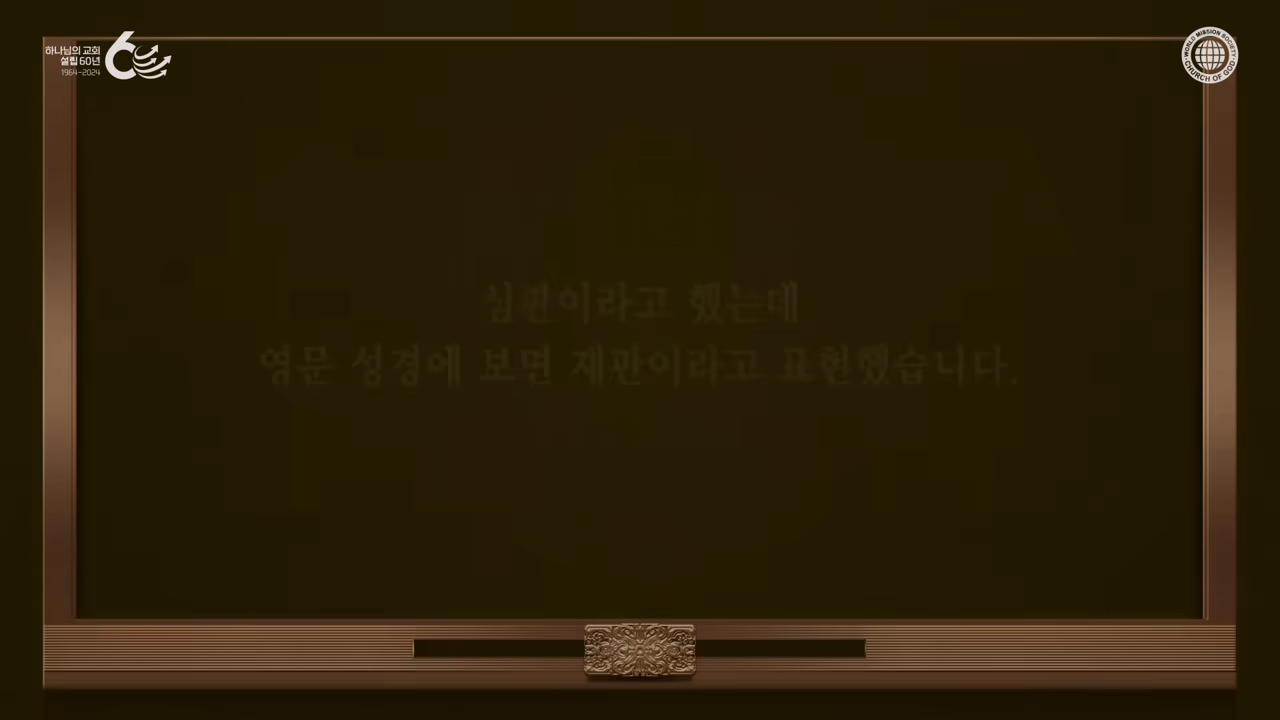 하나님의 교회
설립 60년
1964-2024
60
WORLD MISSION SOCIETY
CHURCH OF GOD
심판이라고 했는데
영문 성경에 보면 재판이라고 표현했습니다.